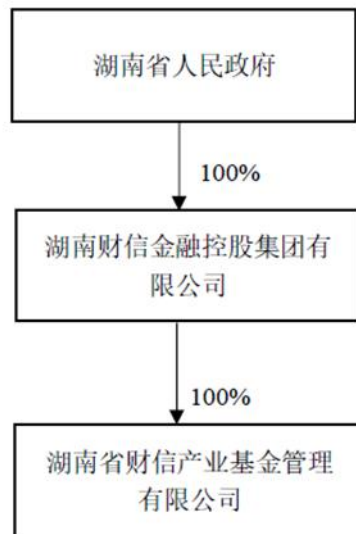 湖南省人民政府
100%
湖南财信金融控股集团有
限公司
100%
湖南省财信产业基金管理
有限公司